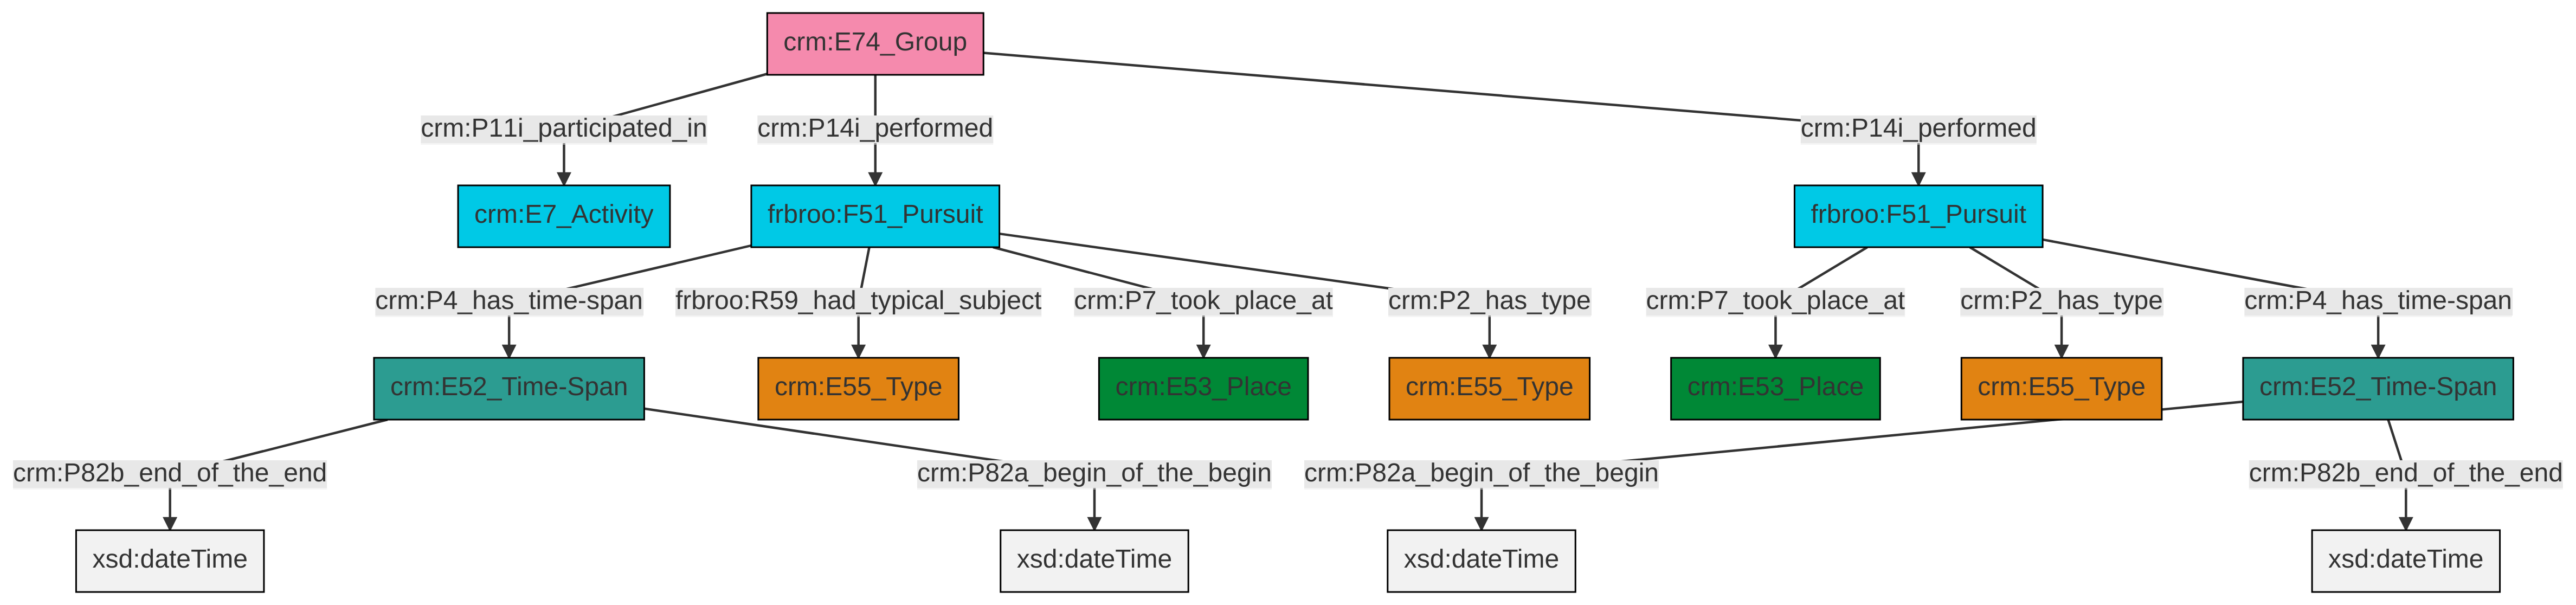 crm:E74_Group
crm:P11i_participated_in
crm:P14i_performed
crm:P14i_performed
crm:E7_Activity
frbroo:F51_Pursuit
frbroo:F51_Pursuit
crm:P4_has_time-span
frbroo:R59_had_typical_subject
crm:P7_took_place_at
crm:P2_has_type
crm:P7_took_place_at
crm:P2_has_type
crm:P4_has_time-span
crm:E52_Time-Span
crm:E55_Type
crm:E53_Place
crm:E55_Type
crm:E53_Place
crm:E55_Type
crm:E52_Time-Span
crm:P82b_end_of_the_end
crm:P82a_begin_of_the_begin
crm:P82a_begin_of_the_begin
crm:P82b_end_of_the_end
xsd:dateTime
xsd:dateTime
xsd:dateTime
xsd:dateTime